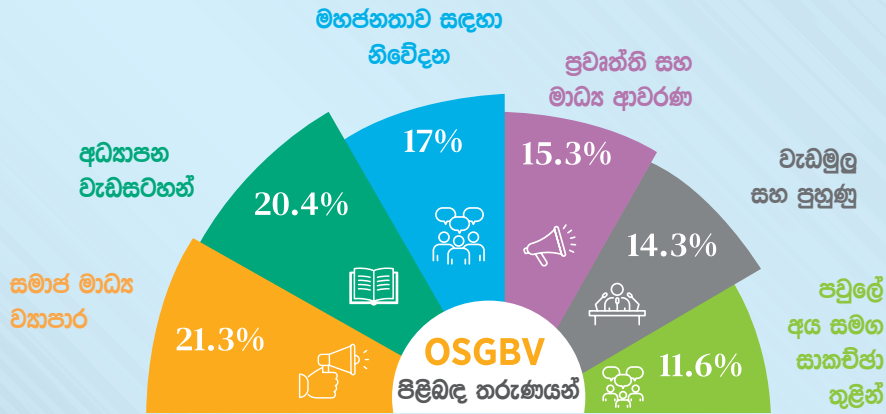 මහජනතාව සඳහා
නිවේදන
ප්‍රවෘත්ති සහ
මාධ්‍ය ආවරණ
අධ්‍යාපන
වැඩසටහන්
වැඩමුලු
සහ පුහුණු
සමාජ මාධ්‍ය
ව්‍යාපාර
පවුලේ
අය සමග
සාකච්ඡා
තුළින්
21.3%
20.4%
17%
15.3%
14.3%
11.6%
OSGBV
පිළිබඳ තරුණයන්